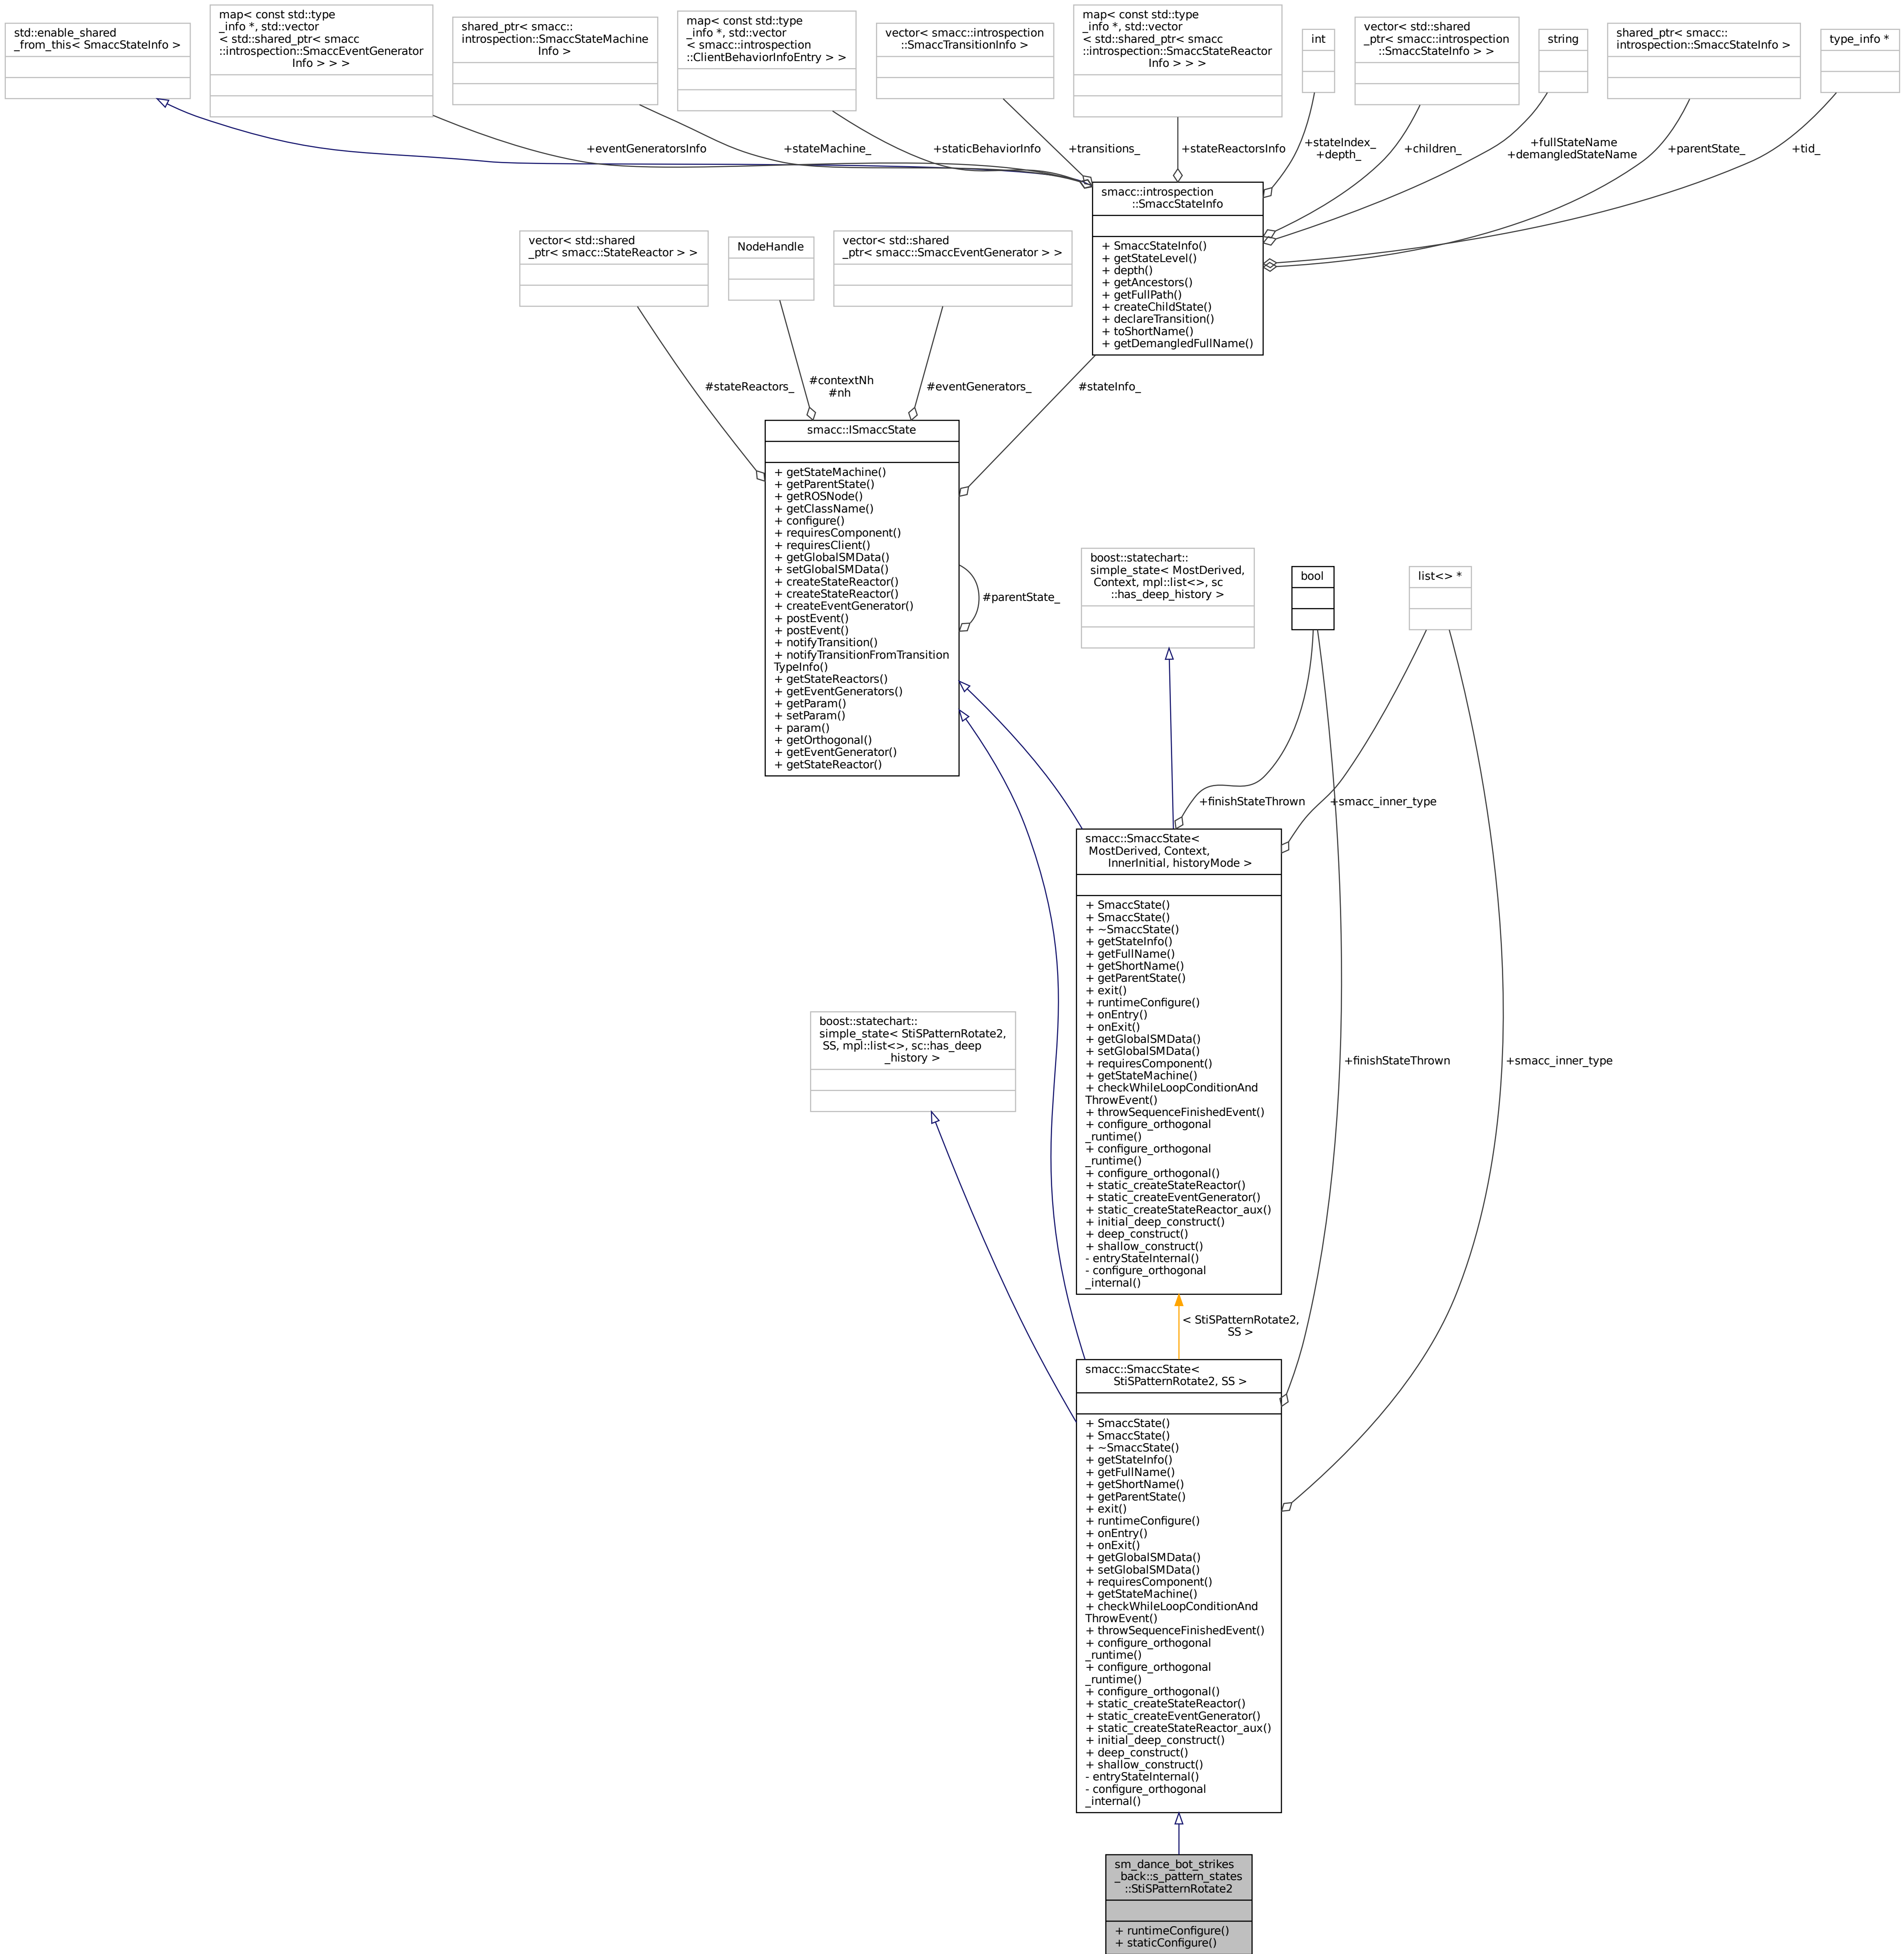 std::enable_shared
_from_this< SmaccStateInfo >
map< const std::type
_info *, std::vector
< std::shared_ptr< smacc
::introspection::SmaccEventGenerator
Info > > >
shared_ptr< smacc::
introspection::SmaccStateMachine
Info >
map< const std::type
_info *, std::vector
< smacc::introspection
::ClientBehaviorInfoEntry > >
vector< smacc::introspection
::SmaccTransitionInfo >
map< const std::type
_info *, std::vector
< std::shared_ptr< smacc
::introspection::SmaccStateReactor
Info > > >
int
vector< std::shared
_ptr< smacc::introspection
::SmaccStateInfo > >
string
shared_ptr< smacc::
introspection::SmaccStateInfo >
type_info *
+eventGeneratorsInfo
+stateMachine_
+staticBehaviorInfo
+transitions_
+stateReactorsInfo
+stateIndex_
+depth_
+children_
+fullStateName
+demangledStateName
+parentState_
+tid_
smacc::introspection
::SmaccStateInfo
+ SmaccStateInfo()
+ getStateLevel()
+ depth()
+ getAncestors()
+ getFullPath()
+ createChildState()
+ declareTransition()
+ toShortName()
+ getDemangledFullName()
vector< std::shared
_ptr< smacc::StateReactor > >
NodeHandle
vector< std::shared
_ptr< smacc::SmaccEventGenerator > >
#stateReactors_
#contextNh
#nh
#eventGenerators_
#stateInfo_
smacc::ISmaccState
+ getStateMachine()
+ getParentState()
+ getROSNode()
+ getClassName()
+ configure()
+ requiresComponent()
+ requiresClient()
+ getGlobalSMData()
+ setGlobalSMData()
+ createStateReactor()
+ createStateReactor()
+ createEventGenerator()
+ postEvent()
+ postEvent()
+ notifyTransition()
+ notifyTransitionFromTransition
TypeInfo()
+ getStateReactors()
+ getEventGenerators()
+ getParam()
+ setParam()
+ param()
+ getOrthogonal()
+ getEventGenerator()
+ getStateReactor()
#parentState_
boost::statechart::
simple_state< MostDerived,
Context, mpl::list<>, sc
::has_deep_history >
bool
list<> *
+finishStateThrown
+smacc_inner_type
smacc::SmaccState<
MostDerived, Context,
InnerInitial, historyMode >
+ SmaccState()
+ SmaccState()
+ ~SmaccState()
+ getStateInfo()
+ getFullName()
+ getShortName()
+ getParentState()
+ exit()
+ runtimeConfigure()
+ onEntry()
+ onExit()
+ getGlobalSMData()
+ setGlobalSMData()
+ requiresComponent()
+ getStateMachine()
+ checkWhileLoopConditionAnd
ThrowEvent()
+ throwSequenceFinishedEvent()
+ configure_orthogonal
_runtime()
+ configure_orthogonal
_runtime()
+ configure_orthogonal()
+ static_createStateReactor()
+ static_createEventGenerator()
+ static_createStateReactor_aux()
+ initial_deep_construct()
+ deep_construct()
+ shallow_construct()
- entryStateInternal()
- configure_orthogonal
_internal()
boost::statechart::
simple_state< StiSPatternRotate2,
SS, mpl::list<>, sc::has_deep
_history >
+finishStateThrown
+smacc_inner_type
< StiSPatternRotate2,
SS >
smacc::SmaccState<
StiSPatternRotate2, SS >
+ SmaccState()
+ SmaccState()
+ ~SmaccState()
+ getStateInfo()
+ getFullName()
+ getShortName()
+ getParentState()
+ exit()
+ runtimeConfigure()
+ onEntry()
+ onExit()
+ getGlobalSMData()
+ setGlobalSMData()
+ requiresComponent()
+ getStateMachine()
+ checkWhileLoopConditionAnd
ThrowEvent()
+ throwSequenceFinishedEvent()
+ configure_orthogonal
_runtime()
+ configure_orthogonal
_runtime()
+ configure_orthogonal()
+ static_createStateReactor()
+ static_createEventGenerator()
+ static_createStateReactor_aux()
+ initial_deep_construct()
+ deep_construct()
+ shallow_construct()
- entryStateInternal()
- configure_orthogonal
_internal()
sm_dance_bot_strikes
_back::s_pattern_states
::StiSPatternRotate2
+ runtimeConfigure()
+ staticConfigure()